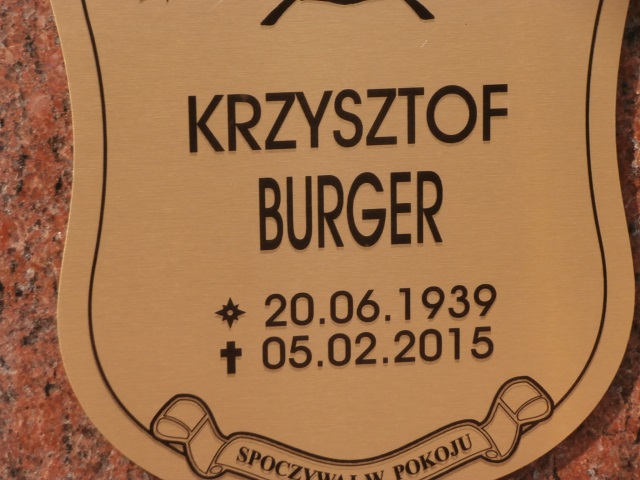 KRZYSZTOF
BURGER
20.06.1939
05.02.2015
SPOCZYWAJ W POKOJU